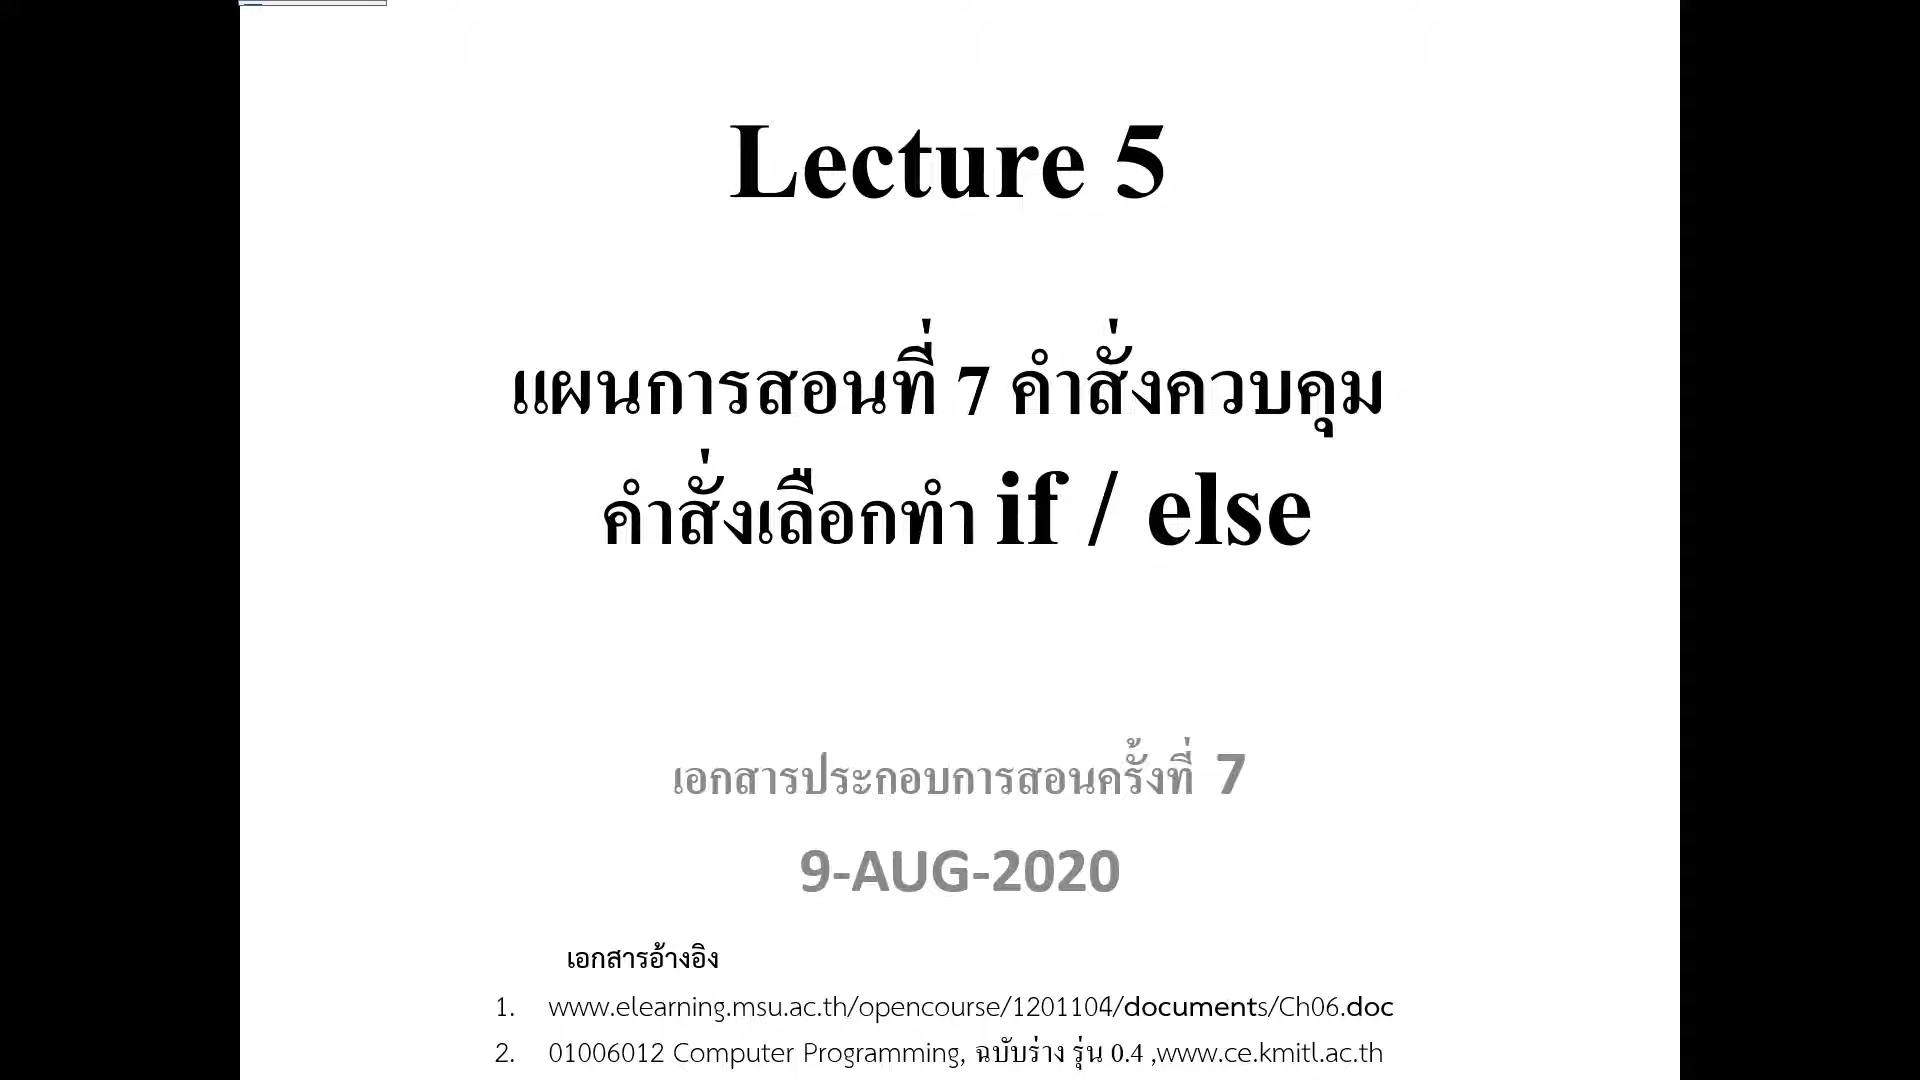 Lecture 5
แผนการสอนที่ 7 คำสั่งควบคุม
คำสั่งเลือกทำ if / else
เอกสารประกอบการสอนครั้งที่ 7
9-AUG-2020
เอกสารอ้างอิง
1. www.elearning.msu.ac.th/opencourse/1201104/documents/Ch06.doc
2. 01006012 Computer Programming, ฉบับร่าง รุ่น 0.4 ,www.ce.kmitl.ac.th